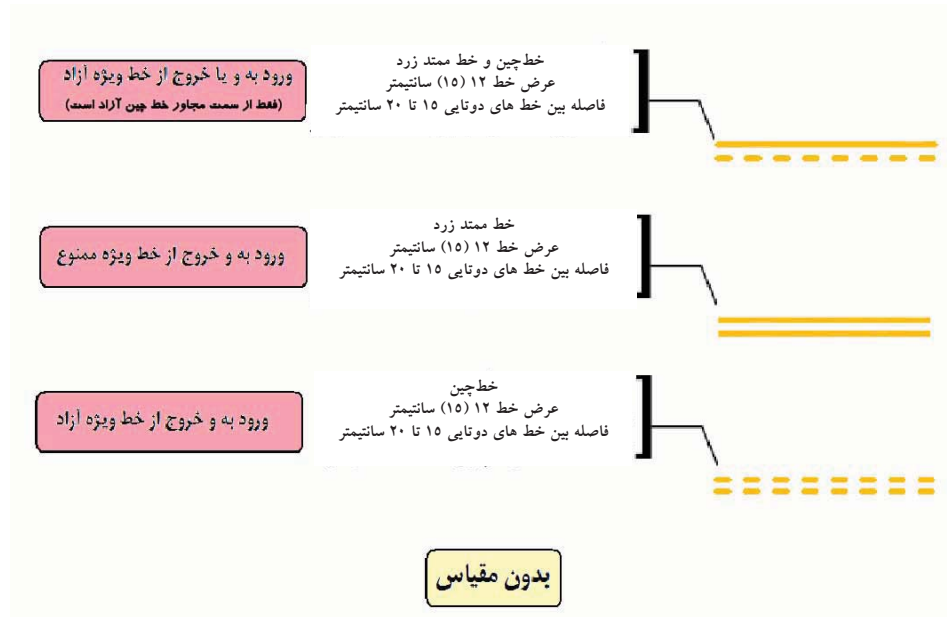 خط‌چین و خط ممتد زرد
عرض خط ۱۲ (۱۵) سانتیمتر
فاصله بین خط های دوتایی ۱۵ تا ۲۰ سانتیمتر
ورود به و یا خروج از خط ویژه آزاد
(فقط از سمت مجاور خط چین آزاد است)
خط ممتد زرد
عرض خط ۱۲ (۱۵) سانتیمتر
فاصله بین خط های دوتایی ۱۵ تا ۲۰ سانتیمتر
ورود به و خروج از خط ویژه ممنوع
خط‌چین
عرض خط ۱۲ (۱۵) سانتیمتر
فاصله بین خط های دوتایی ۱۵ تا ۲۰ سانتیمتر
ورود به و خروج از خط ویژه آزاد
بدون مقیاس